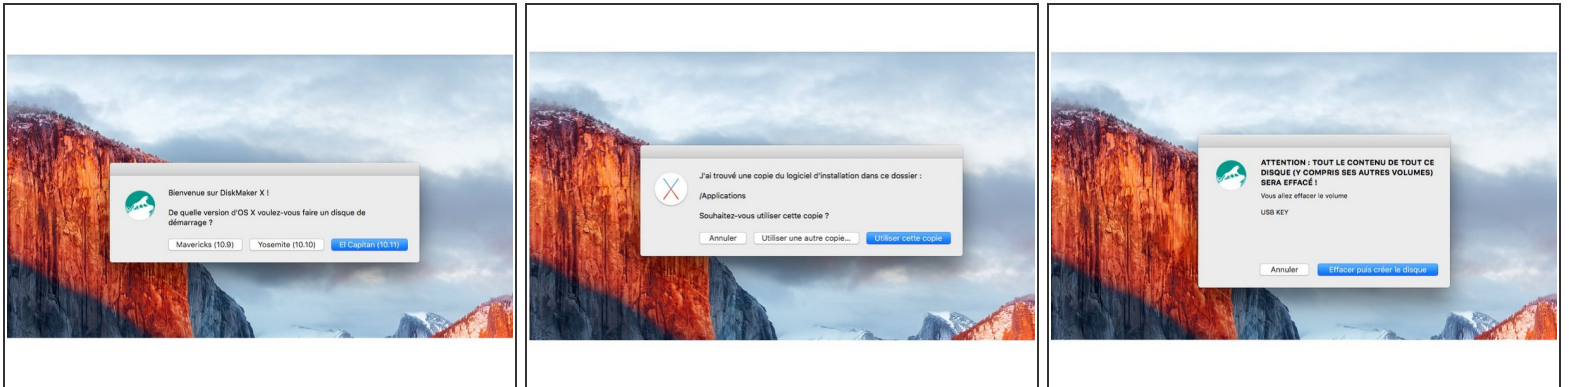 Bienvenue sur DiskMaker X !
De quelle version d'OS X voulez-vous faire un disque de
démarrage ?
Mavericks (10.9)
Yosemite (10.10)
El Capitan (10.11)
J'ai trouvé une copie du logiciel d'installation dans ce dossier :
/Applications
Souhaitez-vous utiliser cette copie ?
Annuler
Utiliser une autre copie...
Utiliser cette copie
ATTENTION : TOUT LE CONTENU DE TOUT CE
DISQUE (Y COMPRIS SES AUTRES VOLUMES)
SERA EFFACÉ !
Vous allez effacer le volume
USB KEY
Annuler
Effacer puis créer le disque